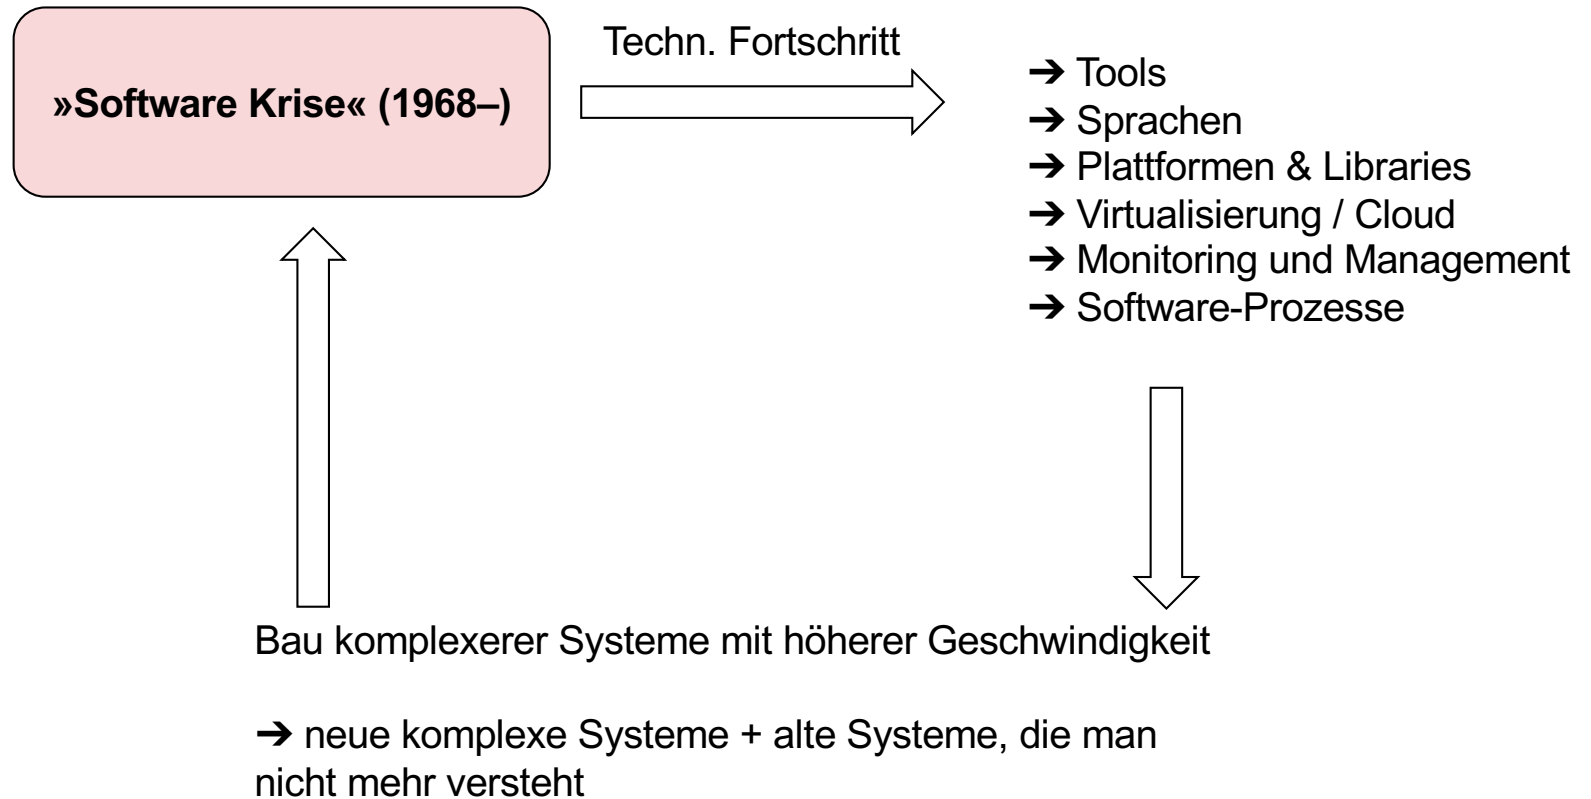 »Software Krise« (1968–)
Techn. Fortschritt
➔ Tools
➔ Sprachen
➔ Plattformen & Libraries
➔ Virtualisierung / Cloud
➔ Monitoring und Management
➔ Software-Prozesse
Bau komplexerer Systeme mit höherer Geschwindigkeit
➔ neue komplexe Systeme + alte Systeme, die man
nicht mehr versteht